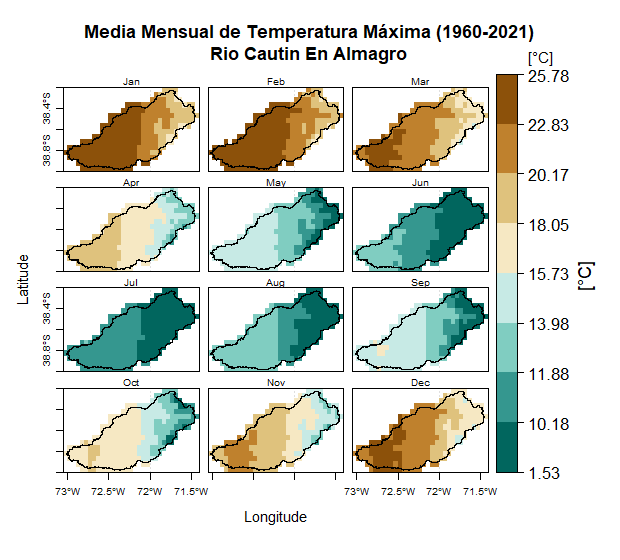 Media Mensual de Temperatura Máxima (1960-2021)
Rio Cautin En Almagro
[°C]
Jan Feb Mar
38.4°S
38.8°S
Apr May Jun
Jul Aug Sep
38.4°S
38.8°S
Oct Nov Dec
73°W 72.5°W 72°W 71.5°W
73°W 72.5°W 72°W 71.5°W
Longitude
Latitude
25.78
22.83
20.17
18.05
15.73
13.98
11.88
10.18
1.53
[°C]